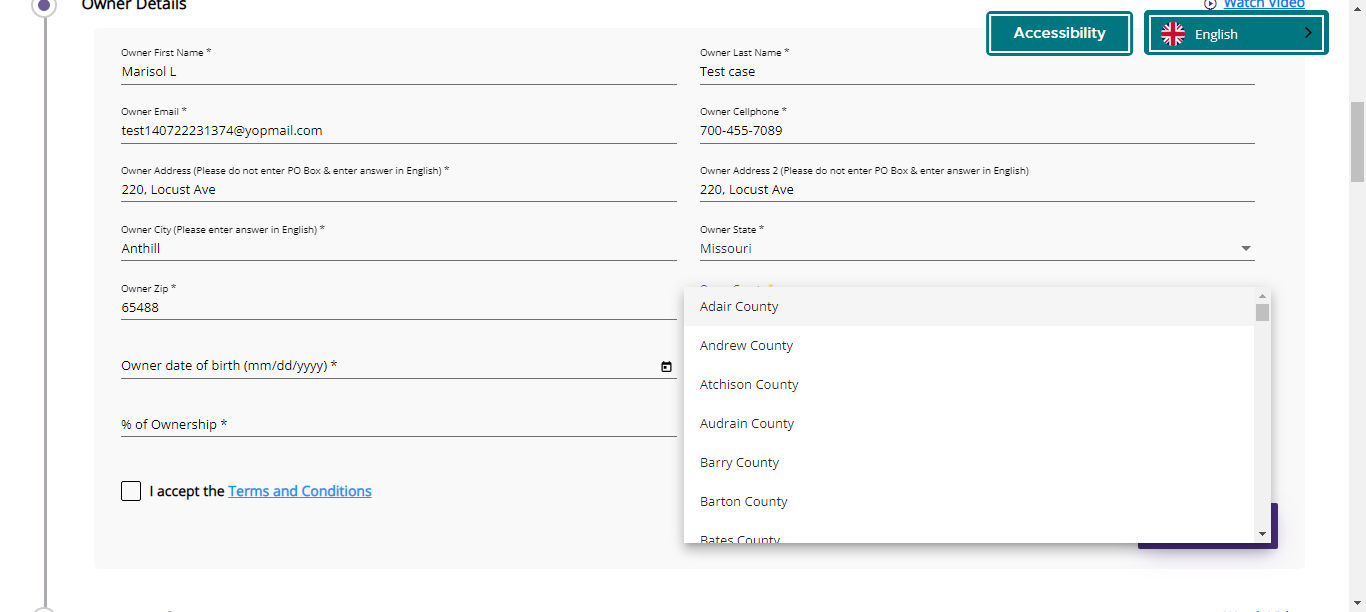 Owner Details
Watch Video
Accessibility
English
Owner First Name *
Marisol L
Owner Last Name *
Test case
Owner Email *
test140722231374@yopmail.com
Owner Cellphone *
700-455-7089
Owner Address (Please do not enter PO Box & enter answer in English) *
220, Locust Ave
Owner Address 2 (Please do not enter PO Box & enter answer in English)
220, Locust Ave
Owner City (Please enter answer in English) *
Anthill
Owner State *
Missouri
Owner Zip *
65488
Adair County
Andrew County
Atchison County
Audrain County
Barry County
Barton County
Bates County
Owner date of birth (mm/dd/yyyy) *
% of Ownership *
I accept the Terms and Conditions